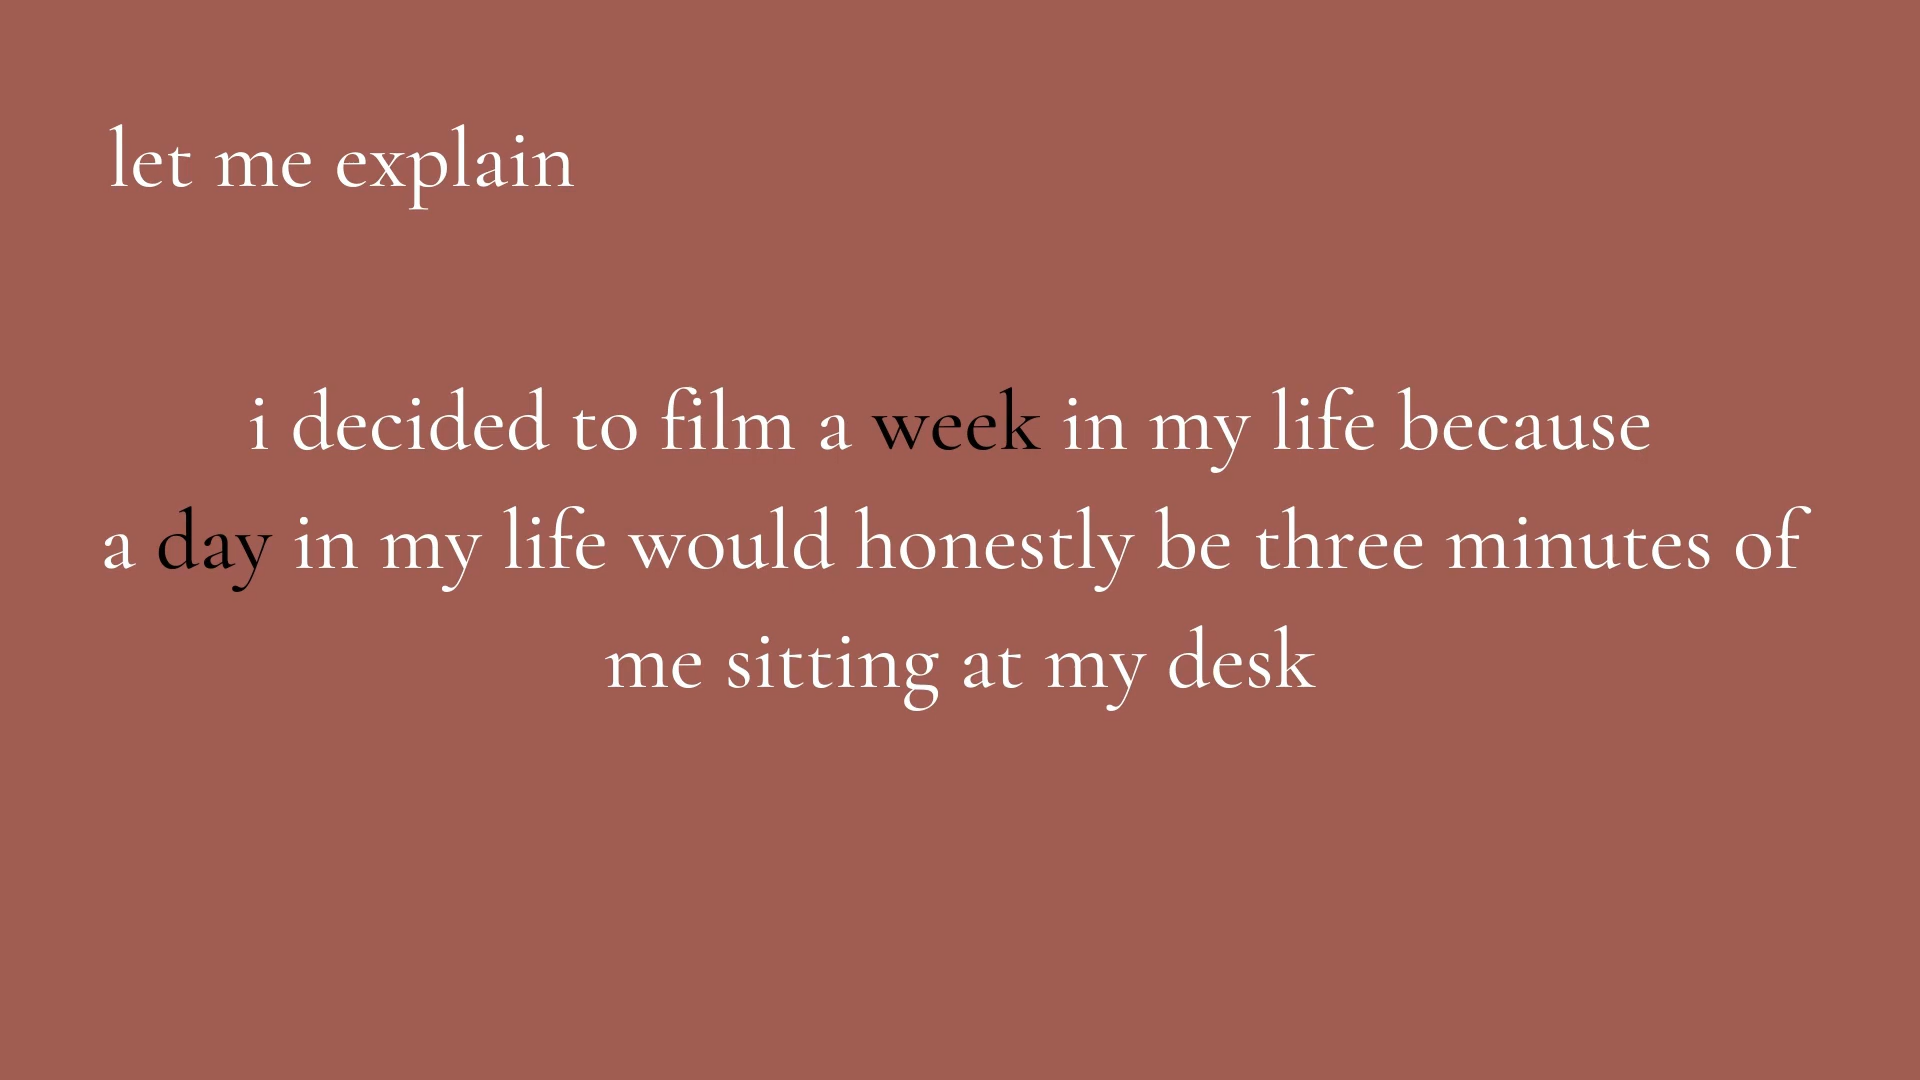 let me explain
i decided to film a week in my life because
a day in my life would honestly be three minutes of
me sitting at my desk